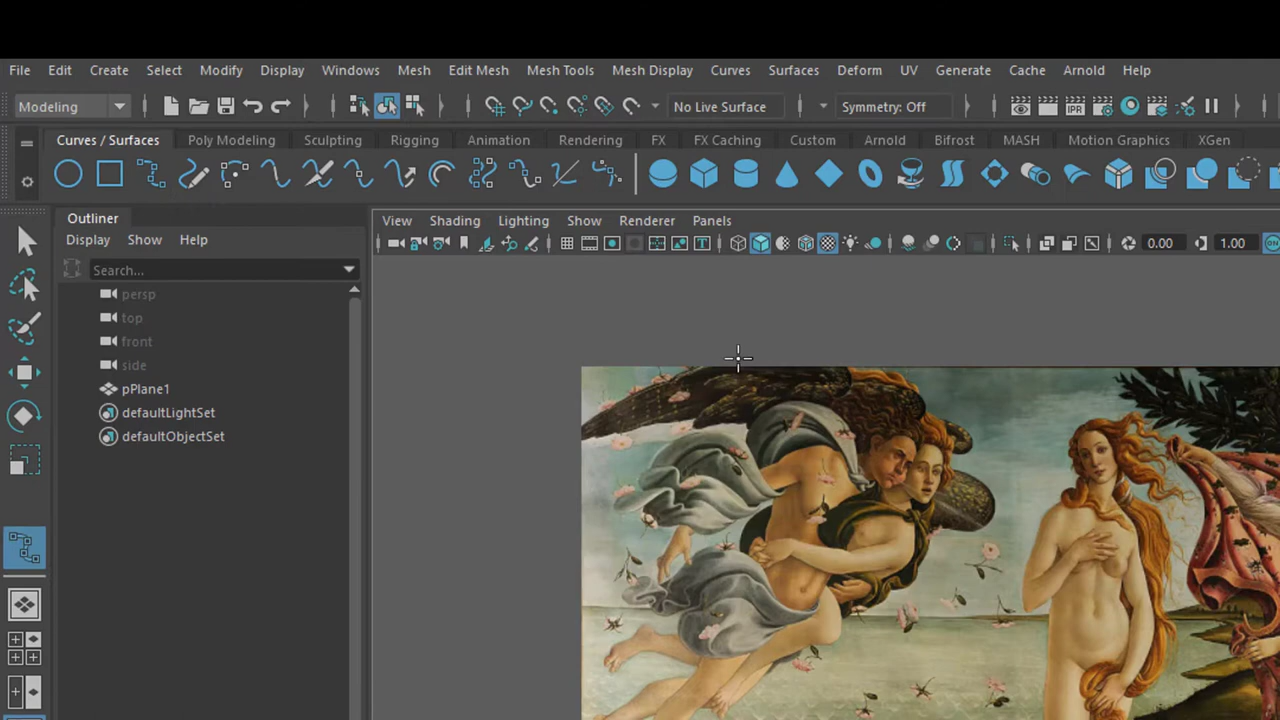 File Edit Create Select Modify Display Windows Mesh Edit Mesh Mesh Tools Mesh Display Curves Surfaces Deform UV Generate Cache Arnold Help
Modeling No Live Surface Symmetry: Off
Curves / Surfaces Poly Modeling Sculpting Rigging Animation Rendering FX FX Caching Custom Arnold Bifrost MASH Motion Graphics XGen
Outliner
View Shading Lighting Show Renderer Panels
Display Show Help
0.00 1.00 ON
Search...
persp
top
front
side
pPlane1
defaultLightSet
defaultObjectSet